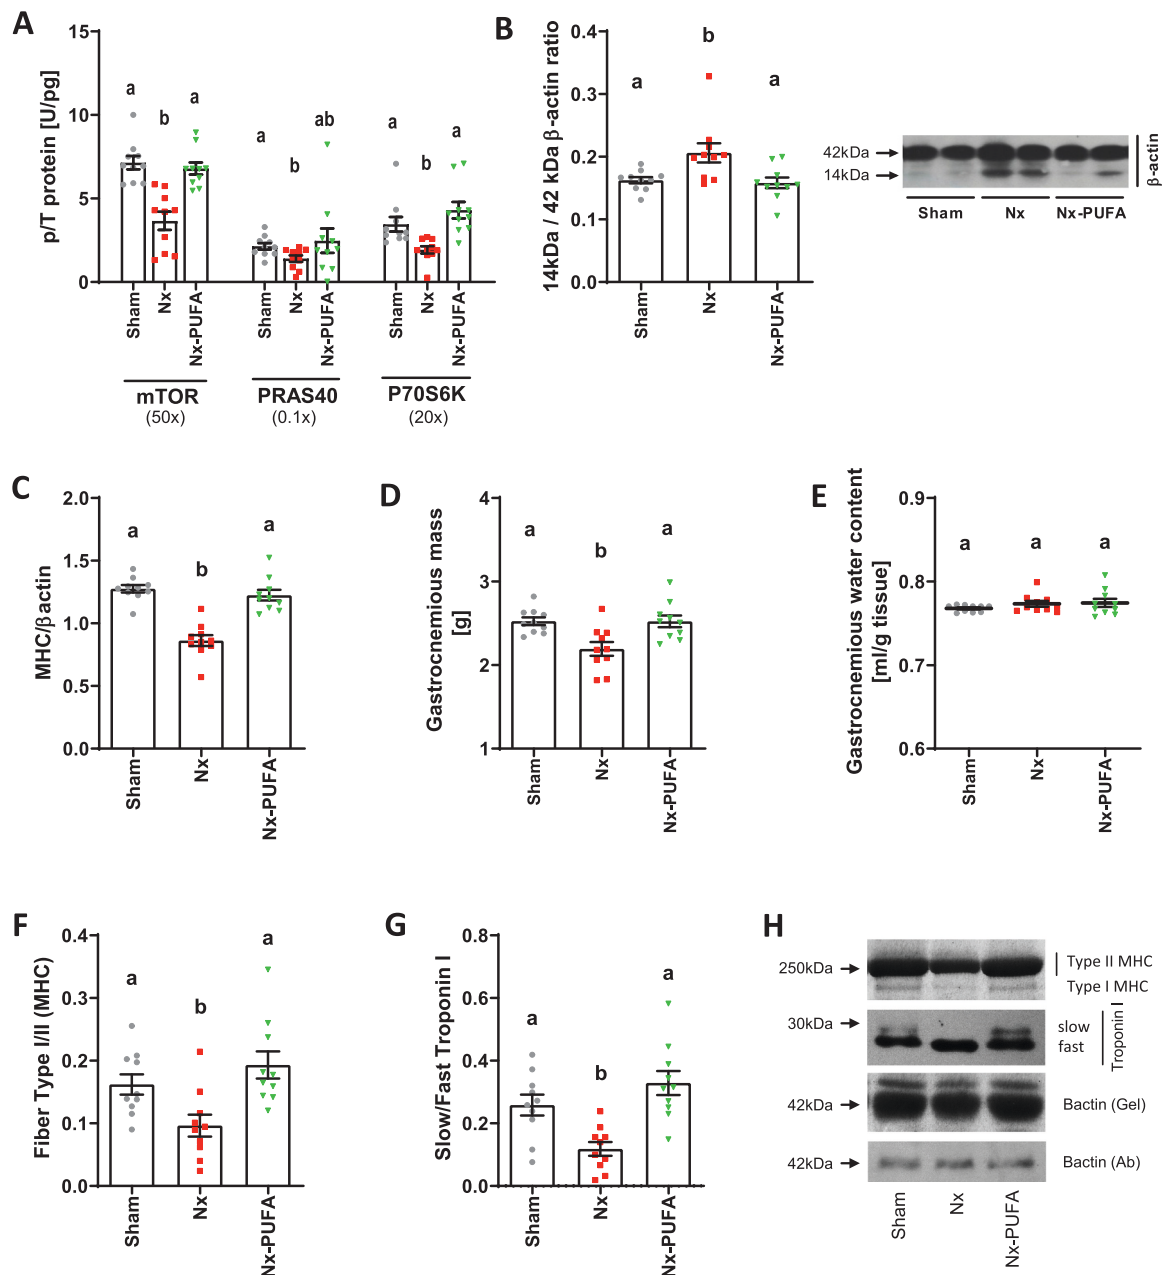 A
p/T protein [U/pg]
15
10
5
0
a
b
a
a
b
ab
a
b
a
Sham
Nx
Nx-PUFA
Sham
Nx
Nx-PUFA
Sham
Nx
Nx-PUFA
mTOR
(50x)
PRAS40
(0.1x)
P70S6K
(20x)
B
14kDa / 42 kDa β-actin ratio
0.4
0.3
0.2
0.1
0.0
a
b
a
Sham
Nx
Nx-PUFA
42kDa
14kDa
Sham
Nx
Nx-PUFA
β-actin
C
MHC/βactin
2.0
1.5
1.0
0.5
0.0
a
b
a
Sham
Nx
Nx-PUFA
D
Gastrocnemious mass
[g]
4
3
2
1
a
b
a
Sham
Nx
Nx-PUFA
E
Gastrocnemious water content
[ml/g tissue]
0.9
0.8
0.7
0.6
a
a
a
Sham
Nx
Nx-PUFA
F
Fiber Type I/II (MHC)
0.4
0.3
0.2
0.1
0.0
a
b
a
Sham
Nx
Nx-PUFA
G
Slow/Fast Troponin I
0.8
0.6
0.4
0.2
0.0
a
b
a
Sham
Nx
Nx-PUFA
H
250kDa
Type II MHC
Type I MHC
30kDa
slow
fast
Troponin I
42kDa
Bactin (Gel)
42kDa
Bactin (Ab)
Sham
Nx
Nx-PUFA